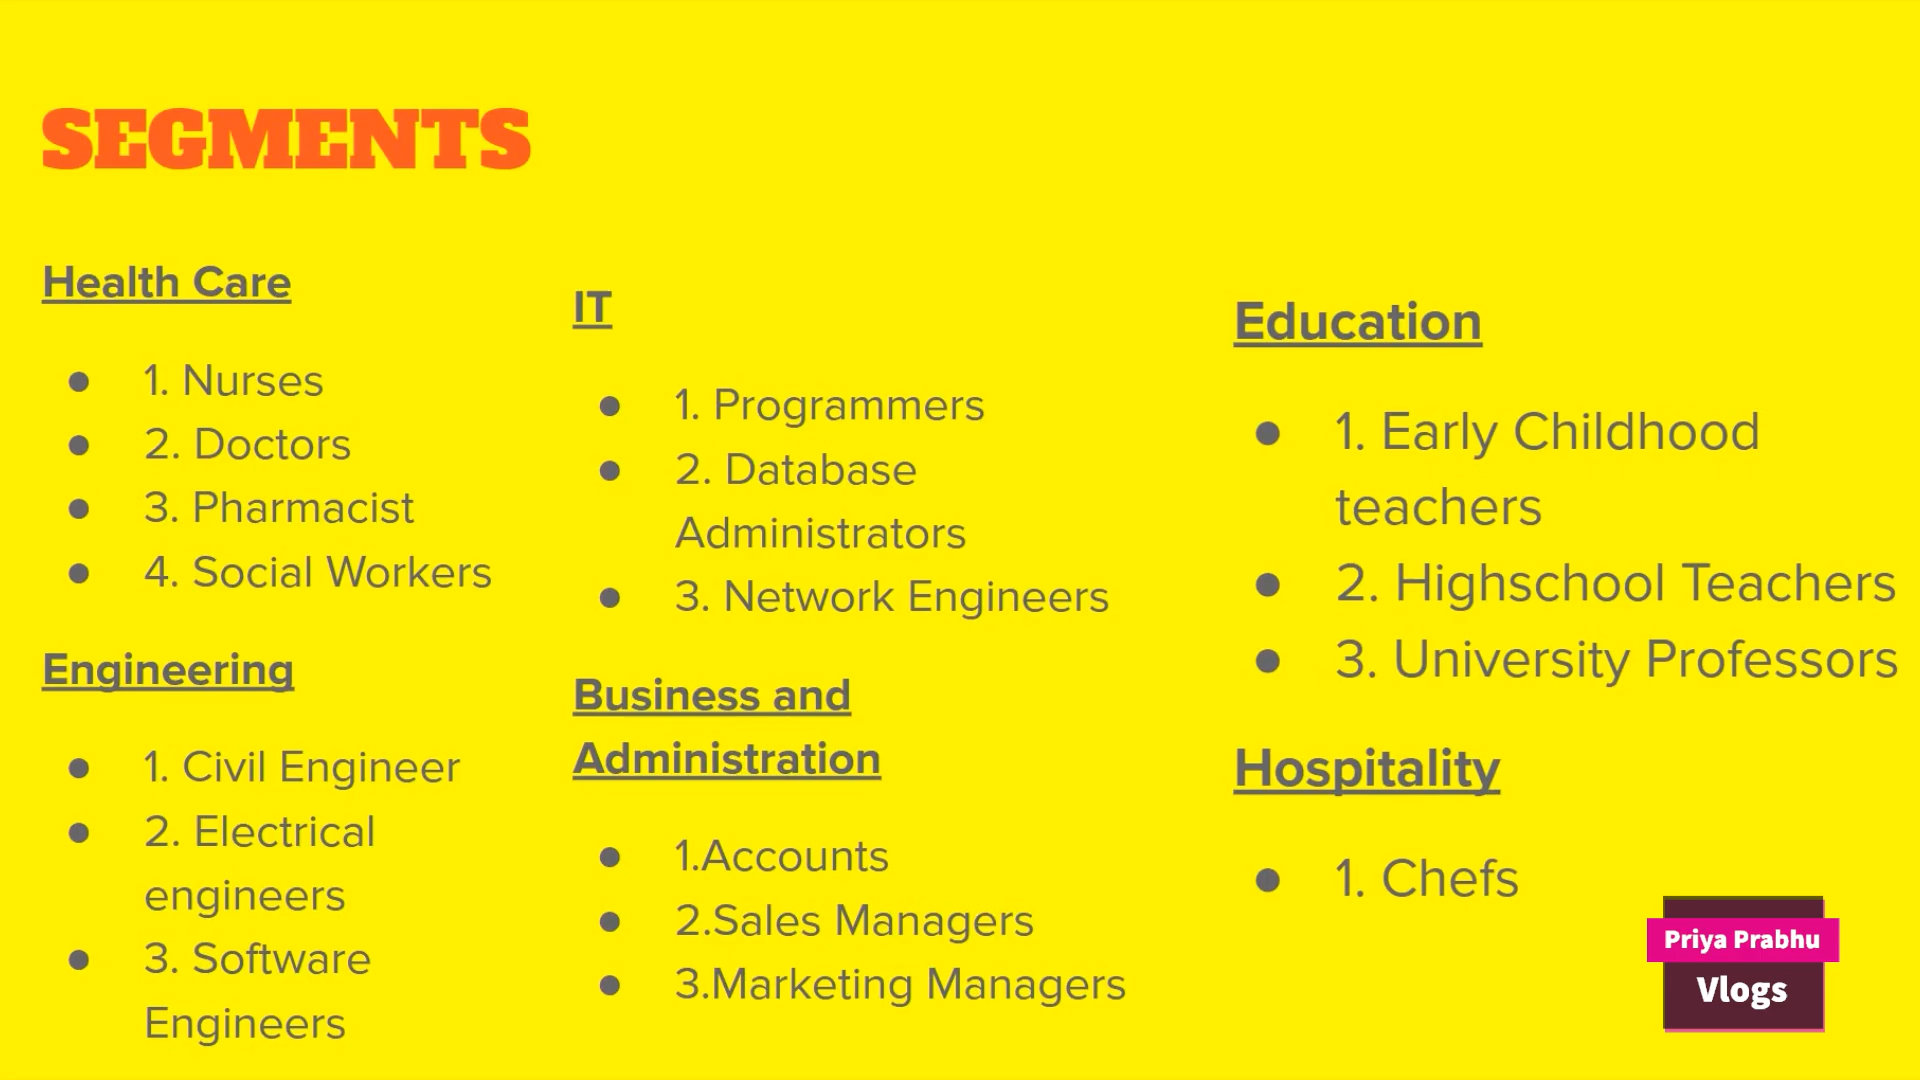 SEGMENTS
Health Care
● 1. Nurses
● 2. Doctors
● 3. Pharmacist
● 4. Social Workers
Engineering
● 1. Civil Engineer
● 2. Electrical
engineers
● 3. Software
Engineers
IT
● 1. Programmers
● 2. Database
Administrators
● 3. Network Engineers
Business and
Administration
● 1.Accounts
● 2.Sales Managers
● 3.Marketing Managers
Education
● 1. Early Childhood
teachers
● 2. Highschool Teachers
● 3. University Professors
Hospitality
● 1. Chefs
Priya Prabhu
Vlogs